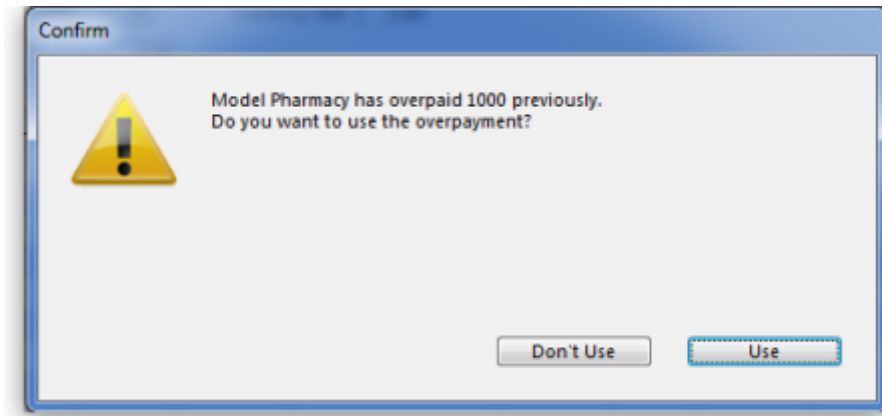 Confirm
Model Pharmacy has overpaid 1000 previously.
Do you want to use the overpayment?
Don't Use
Use